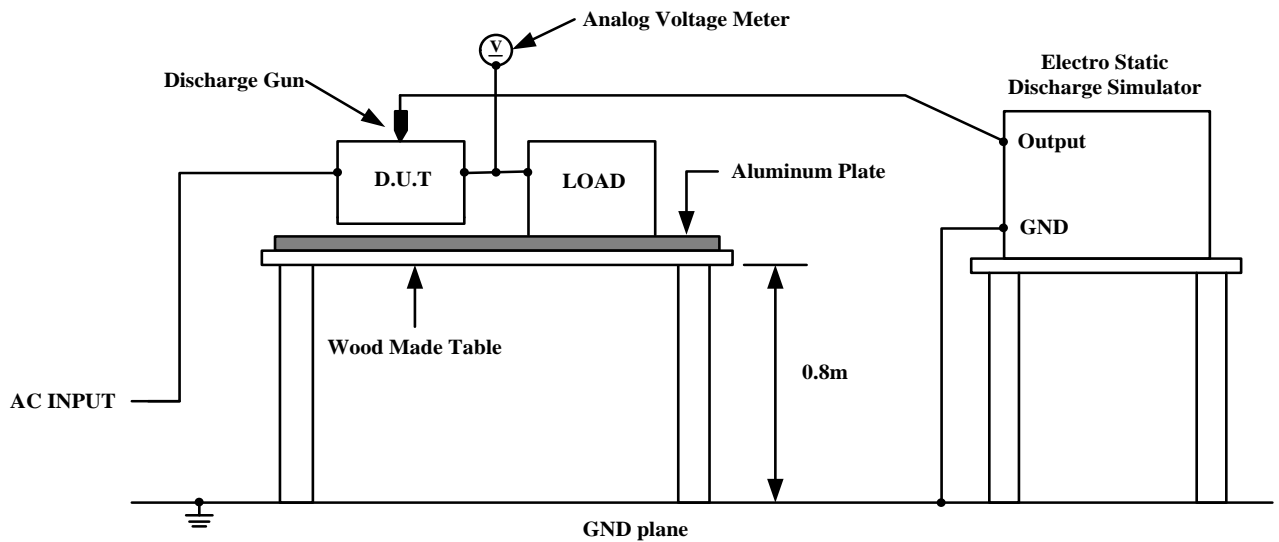 Analog Voltage Meter
V
Electro Static
Discharge Simulator
Discharge Gun
Output
D.U.T
LOAD
Aluminum Plate
GND
Wood Made Table
0.8m
AC INPUT
GND plane